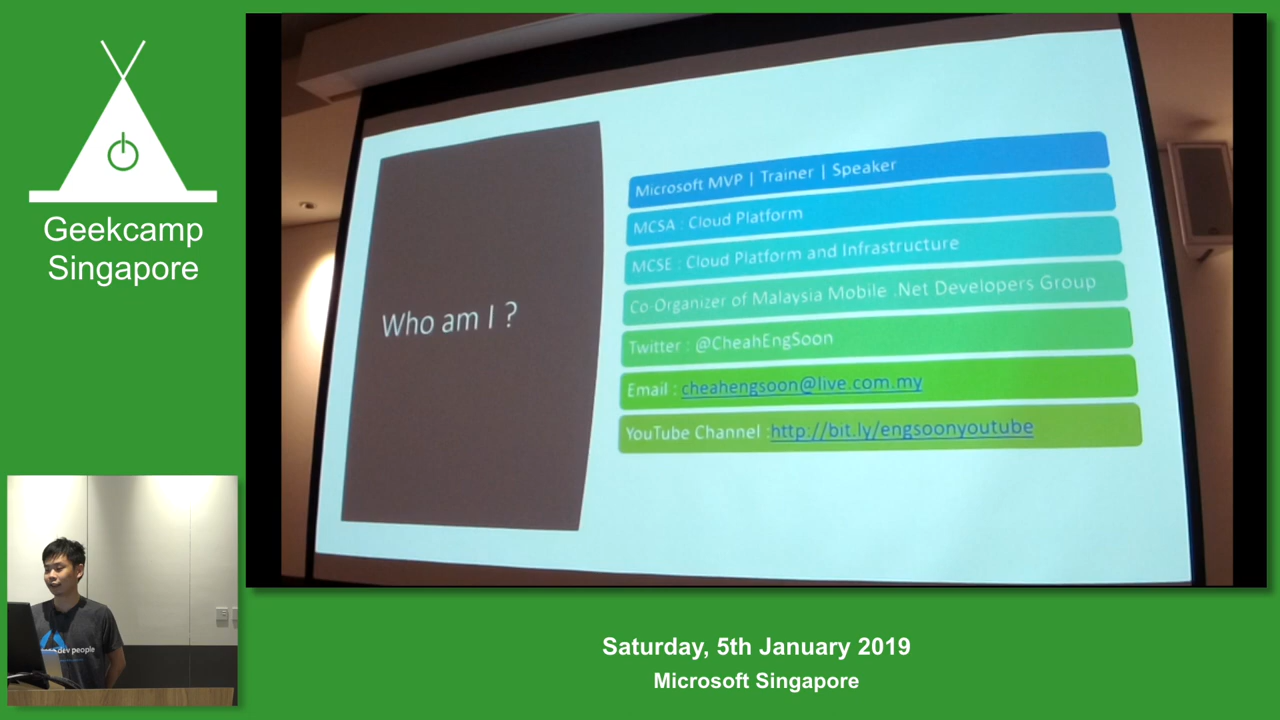 Geekcamp
Singapore
Who am I ?
Microsoft MVP | Trainer | Speaker
MCSA : Cloud Platform
MCSE : Cloud Platform and Infrastructure
Co-Organizer of Malaysia Mobile .Net Developers Group
Twitter : @CheahEngSoon
Email : cheahengsoon@live.com.my
YouTube Channel :http://bit.ly/engsoonyoutube
dev people
Saturday, 5th January 2019
Microsoft Singapore